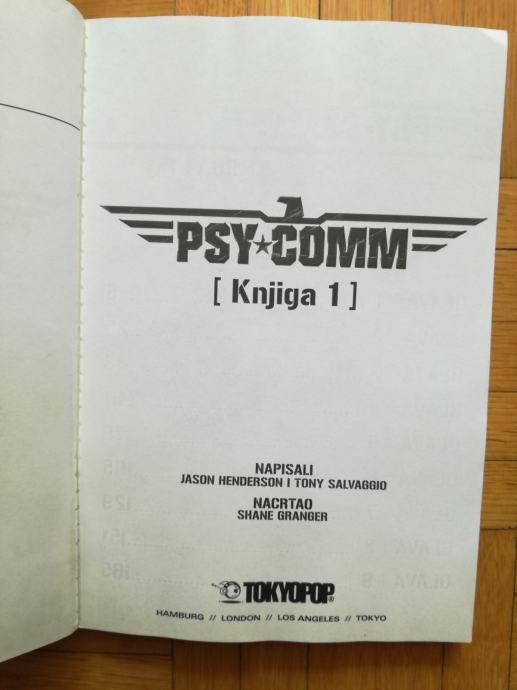 PSY★COMM
[ Knjiga 1 ]
NAPISALI
JASON HENDERSON I TONY SALVAGGIO
NACRTAO
SHANE GRANGER
TOKYOPOP®
HAMBURG // LONDON // LOS ANGELES // TOKYO